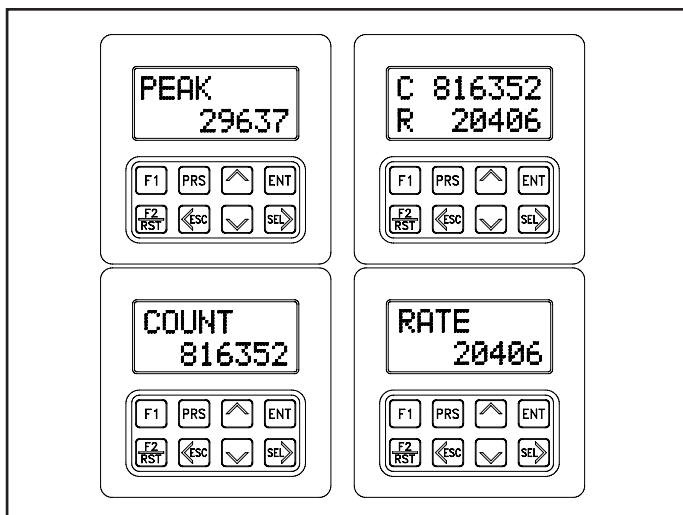 PEAK
29637
F1 PRS ENT
F2 RST ESC SEL
C 816352
R 20406
F1 PRS ENT
F2 RST ESC SEL
COUNT
816352
F1 PRS ENT
F2 RST ESC SEL
RATE
20406
F1 PRS ENT
F2 RST ESC SEL